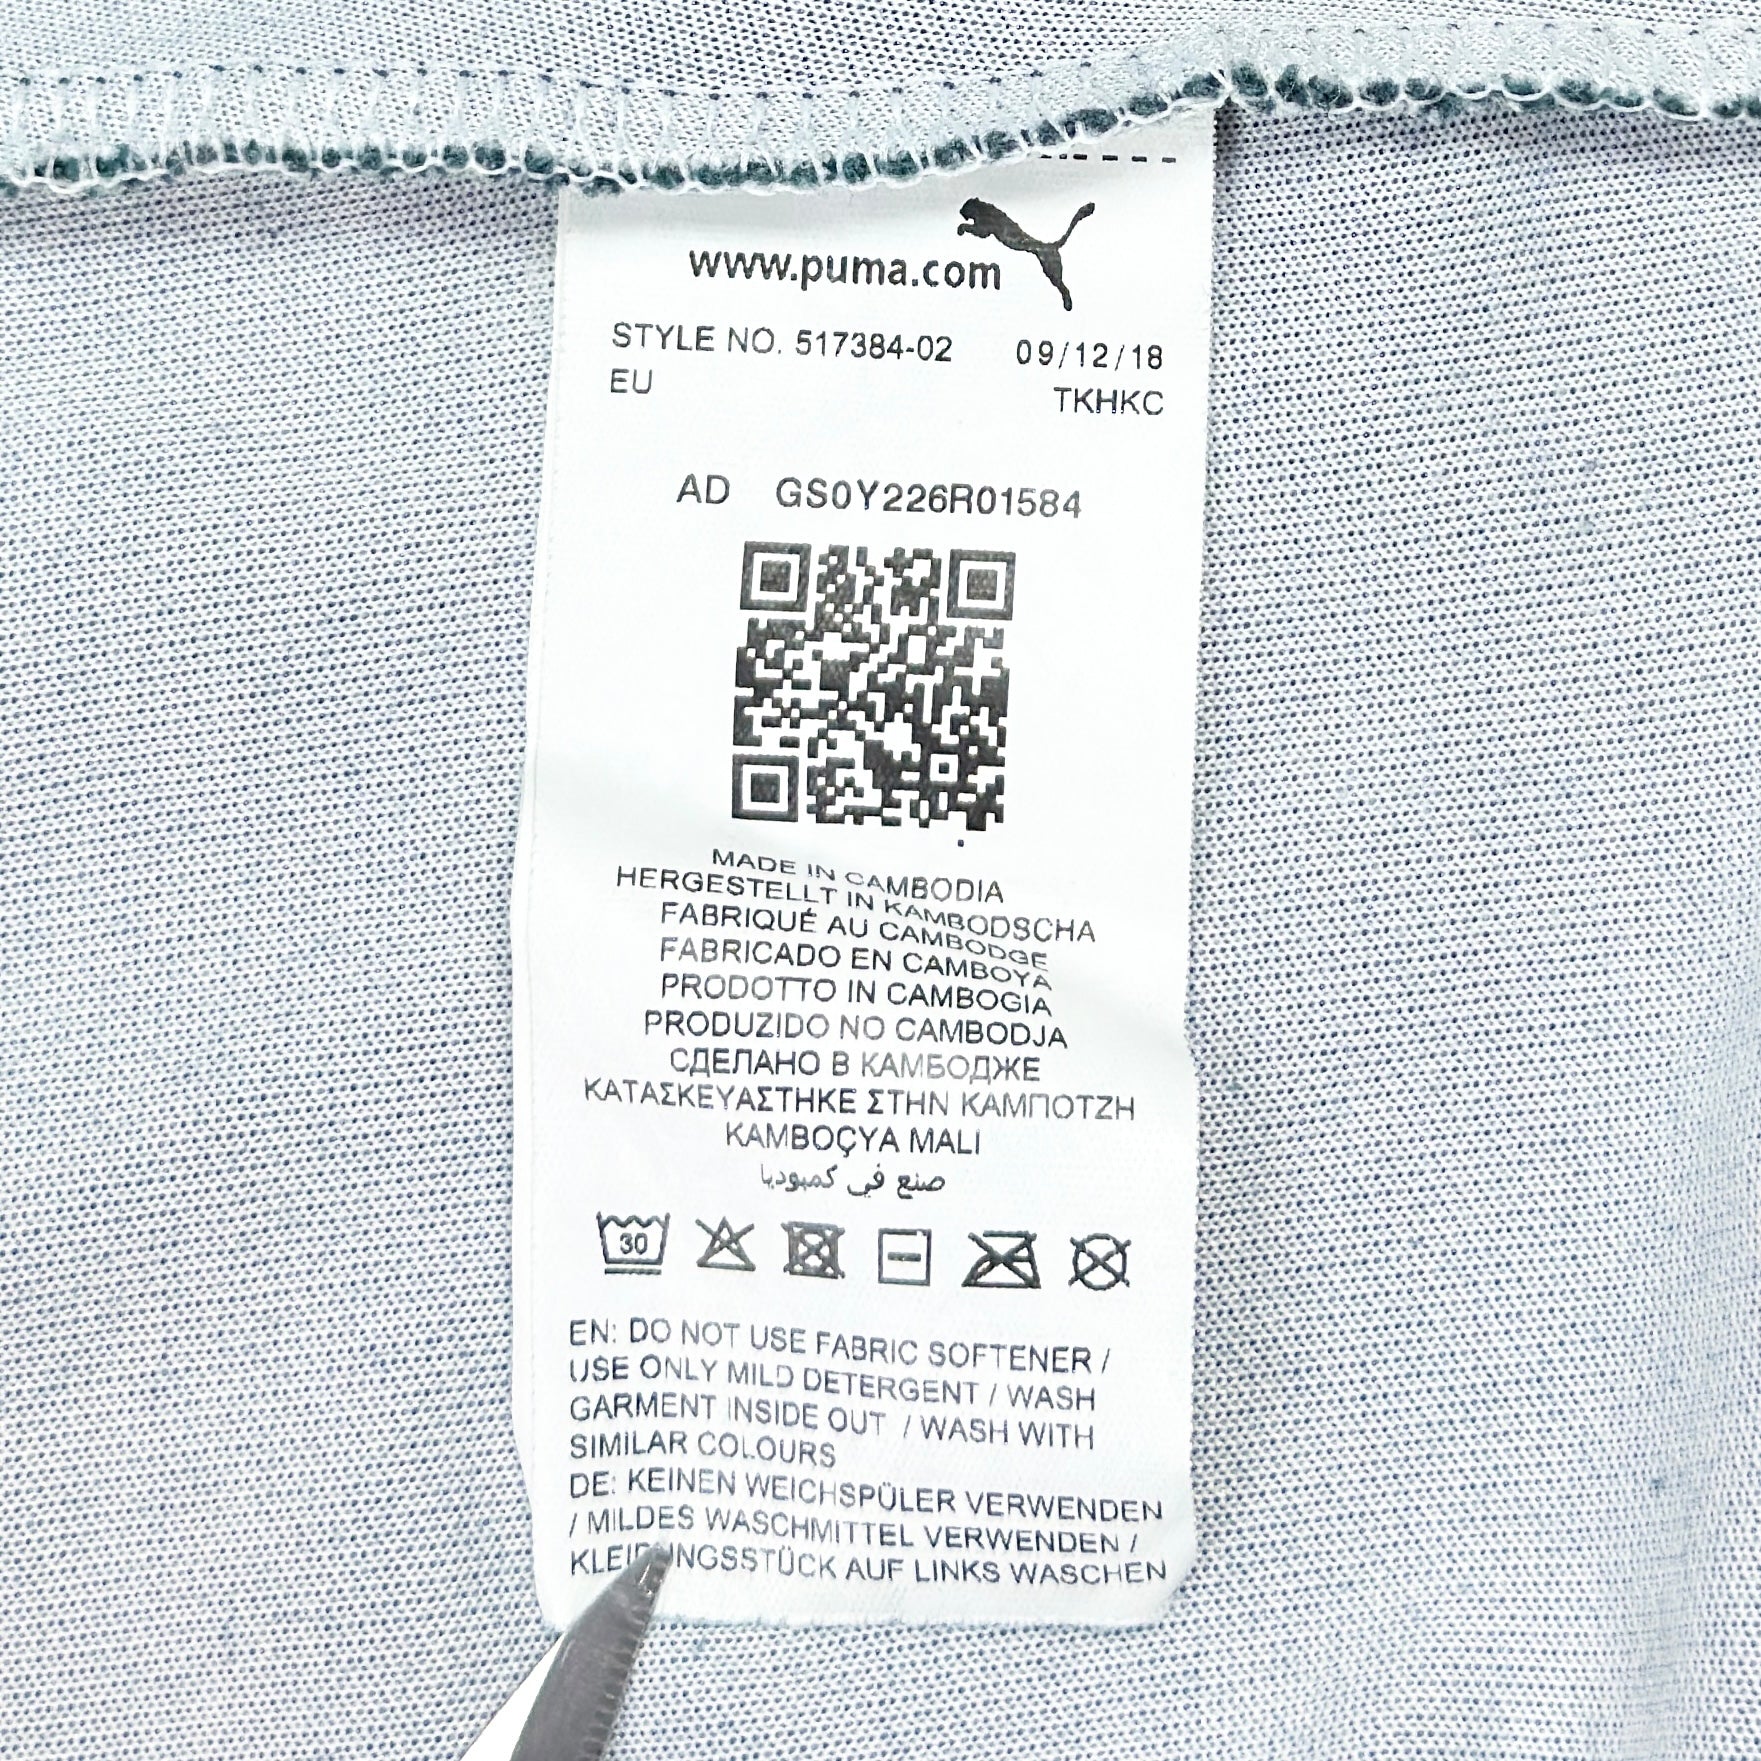 www.puma.com
STYLE NO. 517384-02 09/12/18
EU TKHKC
AD GS0Y226R01584
MADE IN CAMBODIA
HERGESTELLT IN KAMBODSCHA
FABRIQUÉ AU CAMBODGE
FABRICADO EN CAMBOYA
PRODOTTO IN CAMBOGIA
PRODUZIDO NO CAMBODJA
СДЕЛАНО В КАМБОДЖЕ
ΚΑΤΑΣΚΕΥΑΣΤΗΚΕ ΣΤΗΝ ΚΑΜΠΟΤΖΗ
KAMBOÇYA MALI
صنع في كمبوديا
30
EN: DO NOT USE FABRIC SOFTENER /
USE ONLY MILD DETERGENT / WASH
GARMENT INSIDE OUT / WASH WITH
SIMILAR COLOURS
DE: KEINEN WEICHSPÜLER VERWENDEN
/ MILDES WASCHMITTEL VERWENDEN /
KLEIDUNGSSTÜCK AUF LINKS WASCHEN